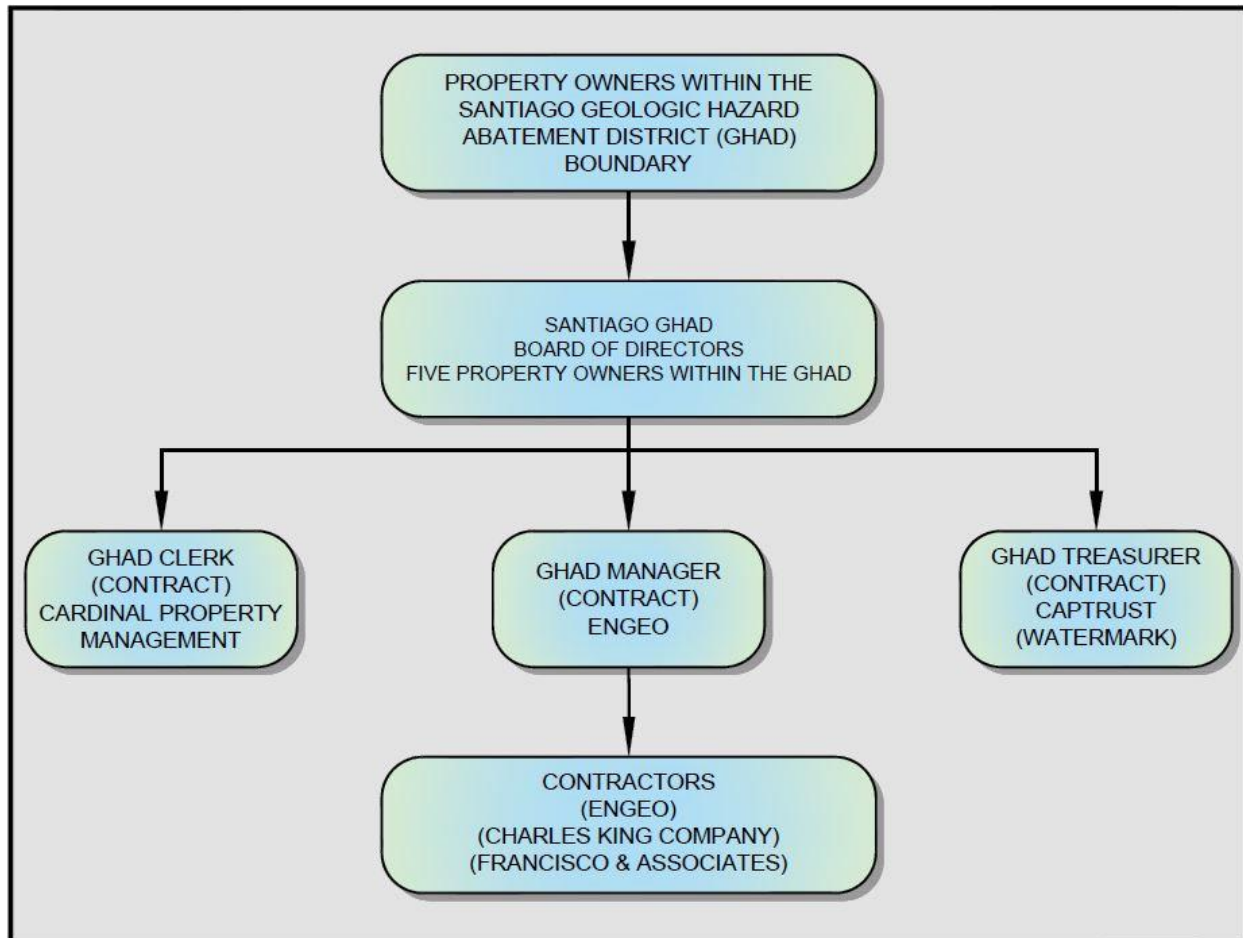 PROPERTY OWNERS WITHIN THE
SANTIAGO GEOLOGIC HAZARD
ABATEMENT DISTRICT (GHAD)
BOUNDARY
SANTIAGO GHAD
BOARD OF DIRECTORS
FIVE PROPERTY OWNERS WITHIN THE GHAD
GHAD CLERK
(CONTRACT)
CARDINAL PROPERTY
MANAGEMENT
GHAD MANAGER
(CONTRACT)
ENGEO
GHAD TREASURER
(CONTRACT)
CAPTRUST
(WATERMARK)
CONTRACTORS
(ENGEO)
(CHARLES KING COMPANY)
(FRANCISCO & ASSOCIATES)